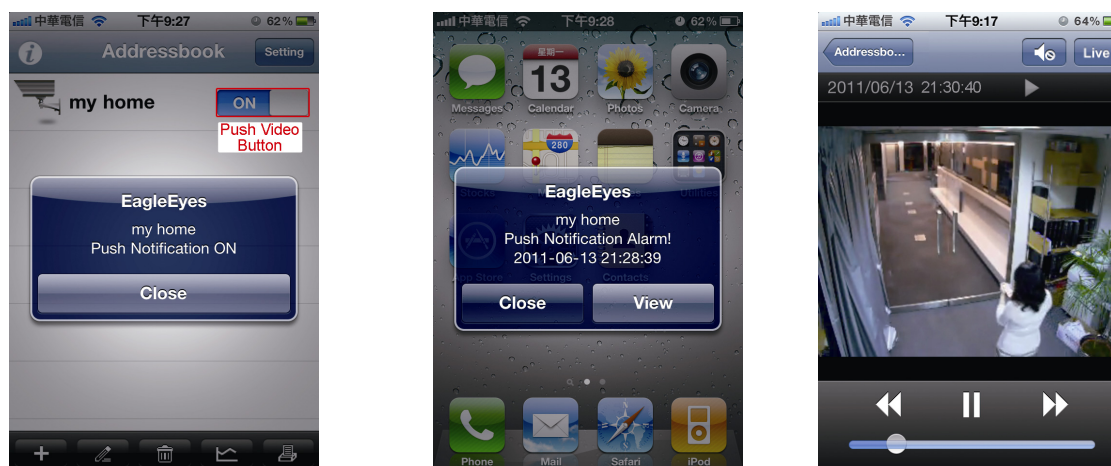 中華電信 下午9:27 62%
Addressbook Setting
my home ON
Push Video
Button
EagleEyes
my home
Push Notification ON
Close
中華電信 下午9:28 62%
星期一
13
Messages Calendar Photos Camera
280
Stocks Utilities
EagleEyes
my home
Push Notification Alarm!
2011-06-13 21:28:39
App Store Settings Contacts
Close View
Phone Mail Safari iPod
中華電信 下午9:17 64%
Addressbo... Live
2011/06/13 21:30:40